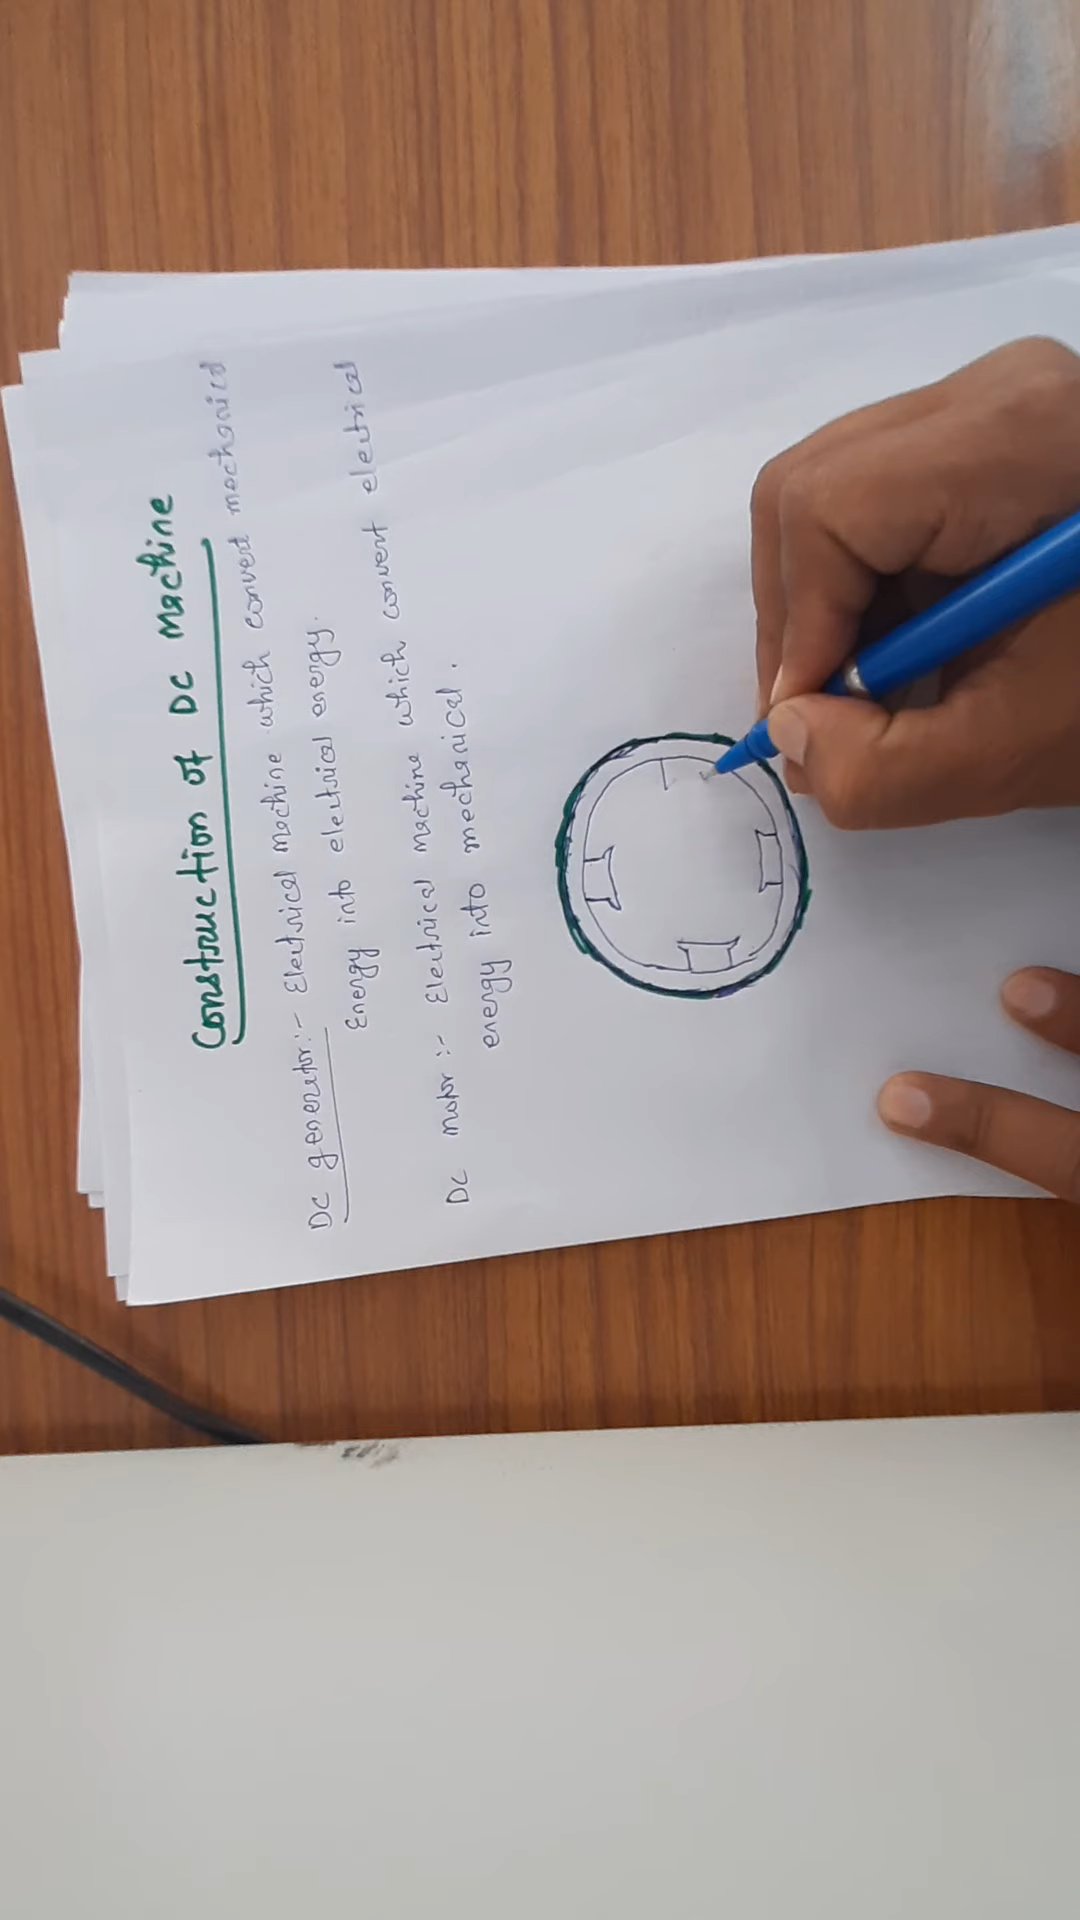 Construction of DC machine
DC generator:- Electrical machine which convert mechanical
Energy into electrical energy.
DC motor :- Electrical machine which convert electrical
energy into mechanical.